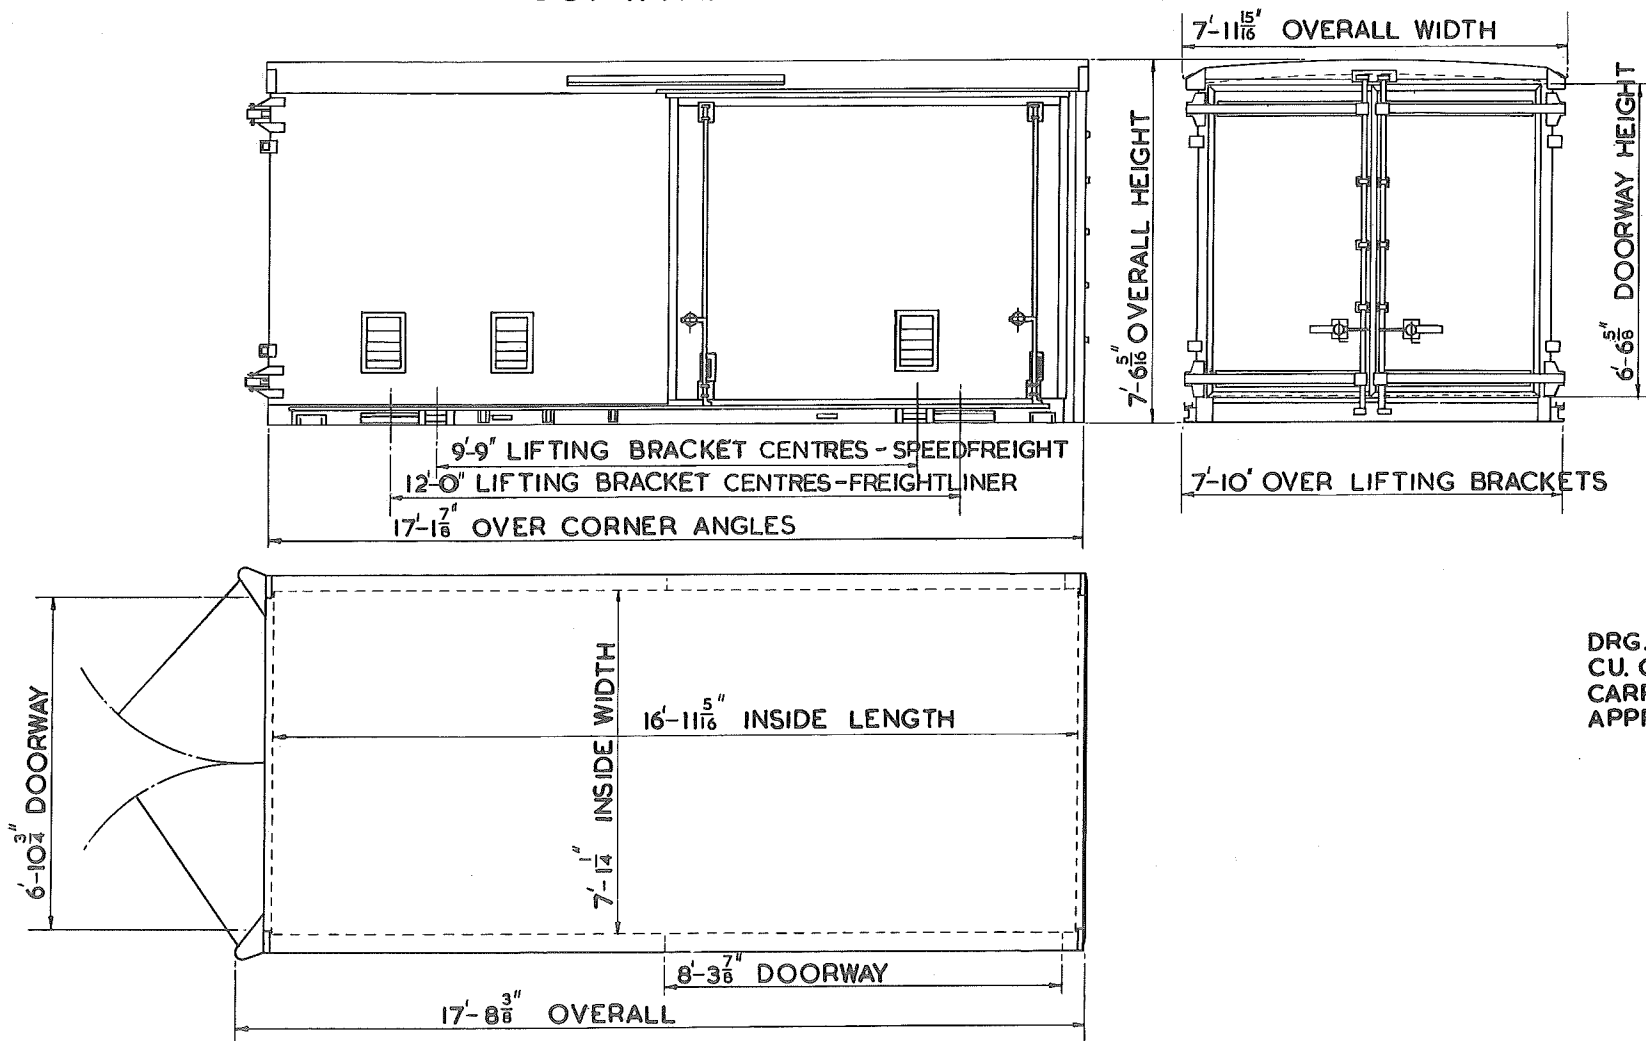 7'-11 15/16" OVERALL WIDTH
7'-6 5/16" OVERALL HEIGHT
6'-6 5/8" DOORWAY HEIGHT
9'-9" LIFTING BRACKET CENTRES - SPEEDFREIGHT
12'-0" LIFTING BRACKET CENTRES - FREIGHTLINER
17'-1 7/8" OVER CORNER ANGLES
7'-10" OVER LIFTING BRACKETS
6'-10 3/4" DOORWAY
16'-11 5/16" INSIDE LENGTH
7'-1 1/4" INSIDE WIDTH
8'-3 7/8" DOORWAY
17'-8 3/8" OVERALL
DRG.
CU.